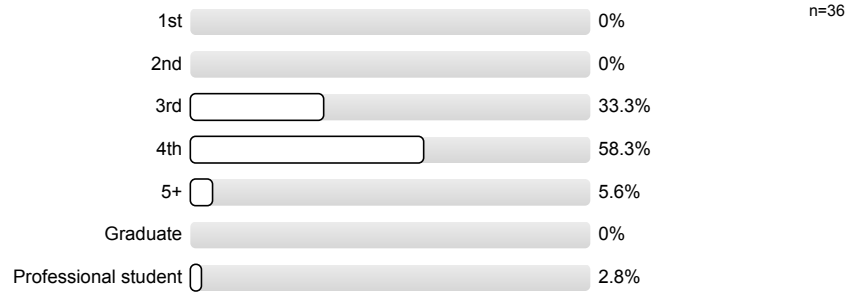 n=36
1st 0%
2nd 0%
3rd 33.3%
4th 58.3%
5+ 5.6%
Graduate 0%
Professional student 2.8%